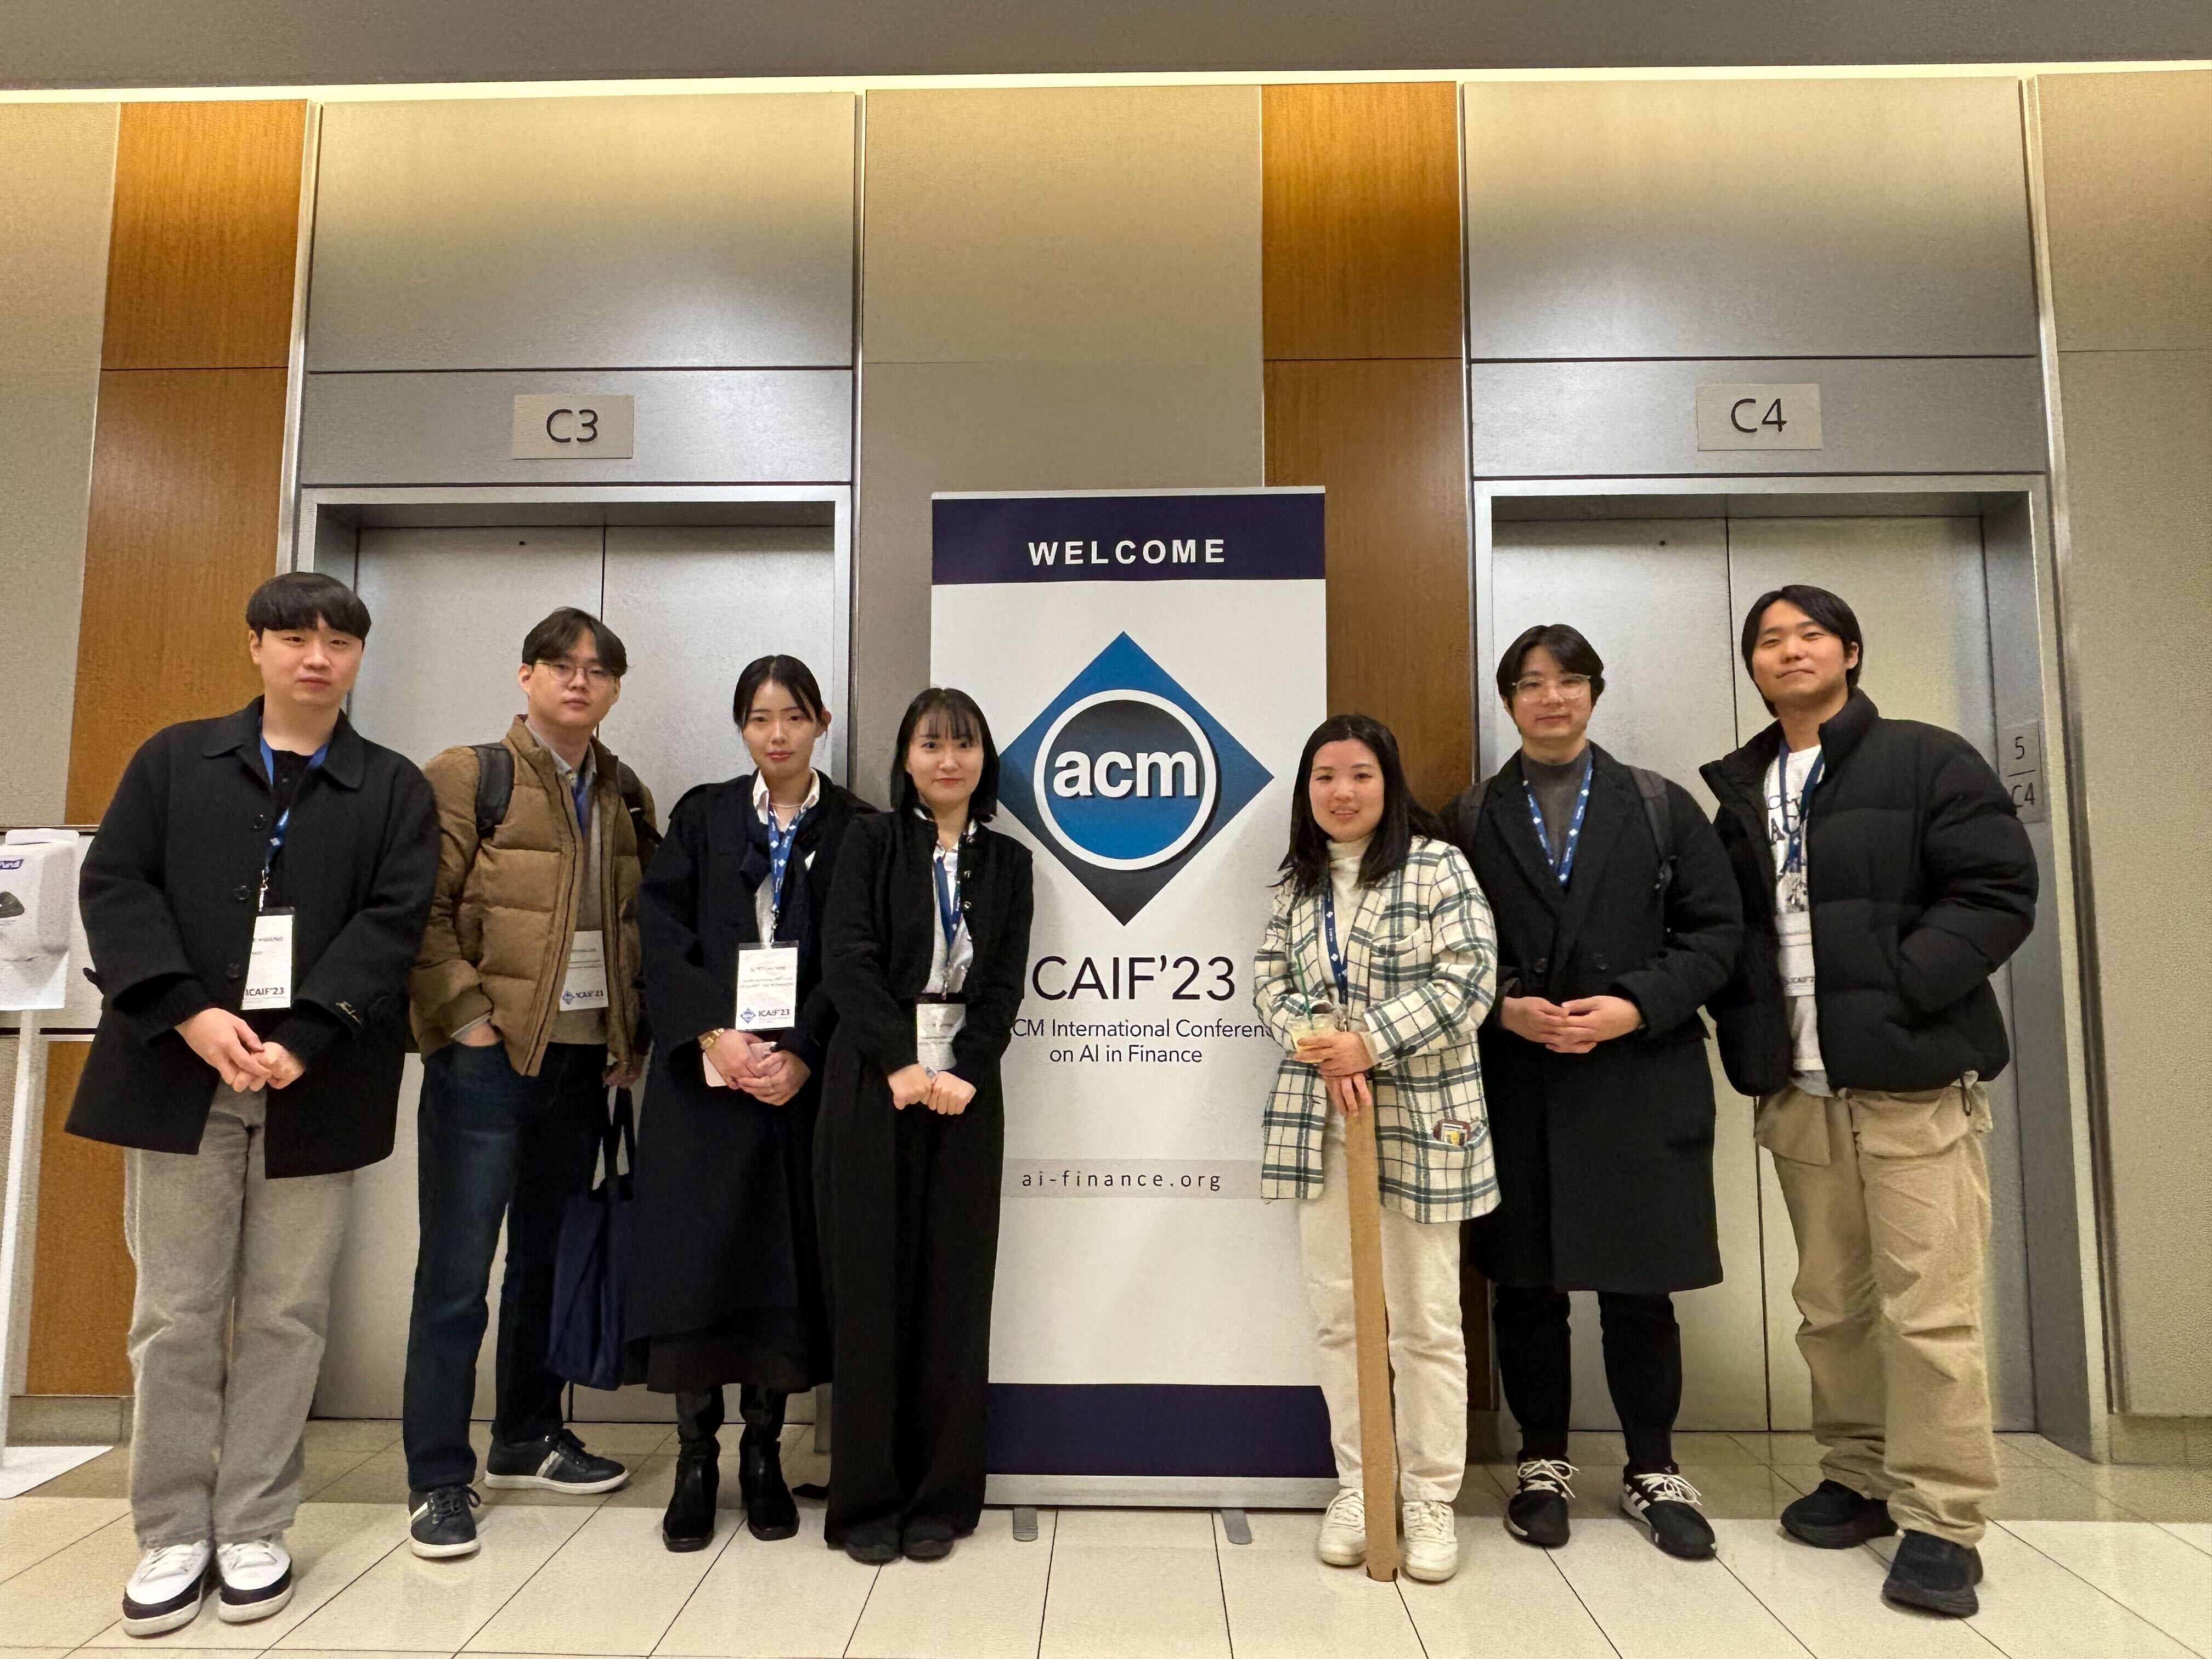 C3
C4
WELCOME
acm
ICAIF'23
CM International Conferen
on AI in Finance
ai-finance.org
5
C4
ICAIF'23
ICAIF'23
ICAIF'23